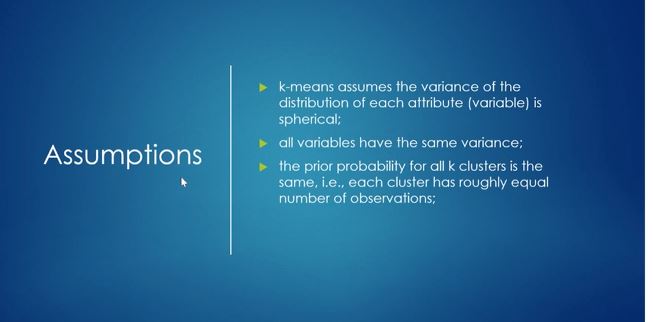 Assumptions
k-means assumes the variance of the
distribution of each attribute (variable) is
spherical;
all variables have the same variance;
the prior probability for all k clusters is the
same, i.e., each cluster has roughly equal
number of observations;